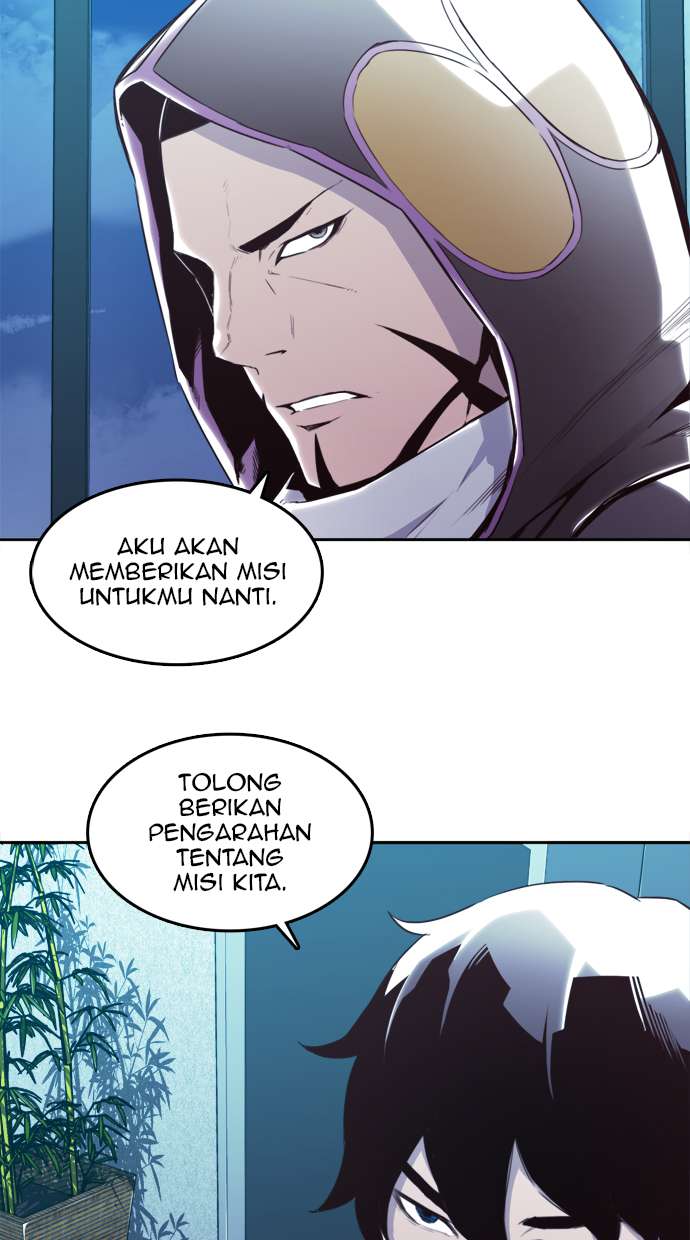 AKU AKAN
MEMBERIKAN MISI
UNTUKMU NANTI.
TOLONG
BERIKAN
PENGARAHAN
TENTANG
MISI KITA.